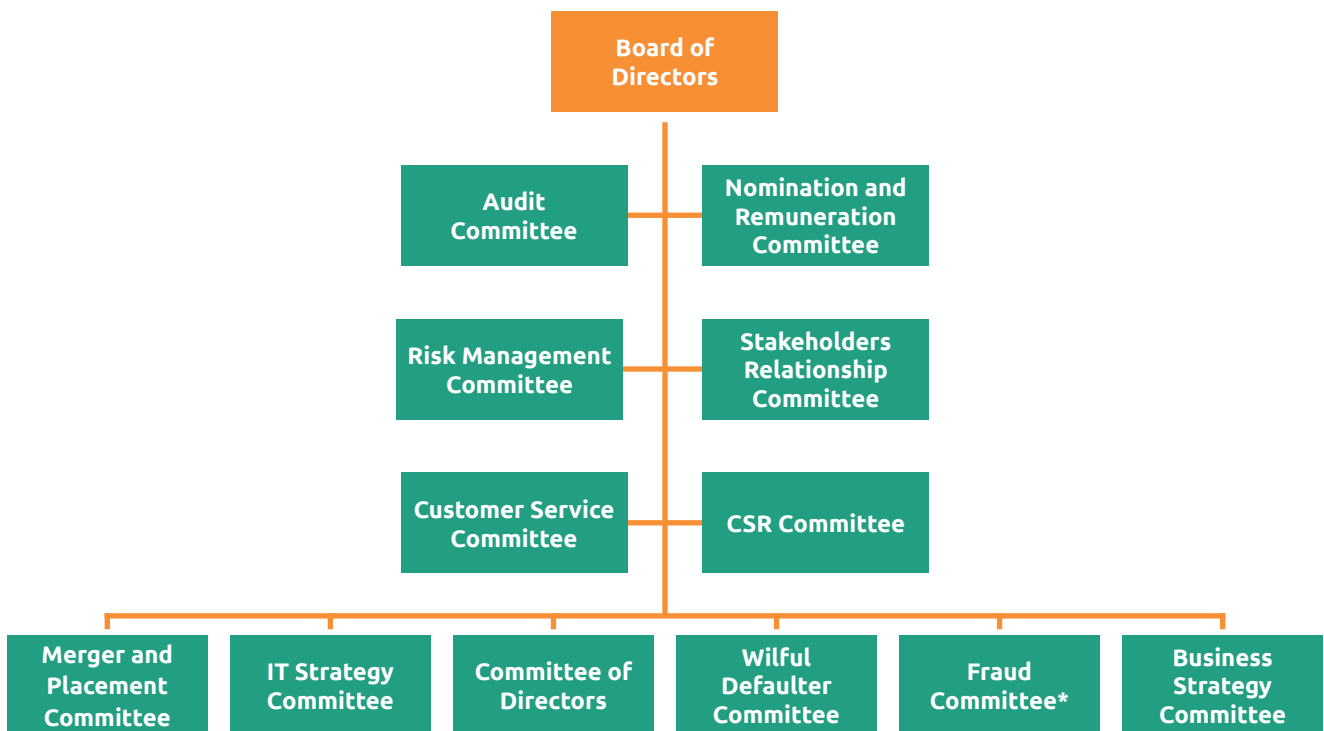 Board of
Directors
Audit
Committee
Nomination and
Remuneration
Committee
Risk Management
Committee
Stakeholders
Relationship
Committee
Customer Service
Committee
CSR Committee
Merger and
Placement
Committee
IT Strategy
Committee
Committee of
Directors
Wilful
Defaulter
Committee
Fraud
Committee*
Business
Strategy
Committee